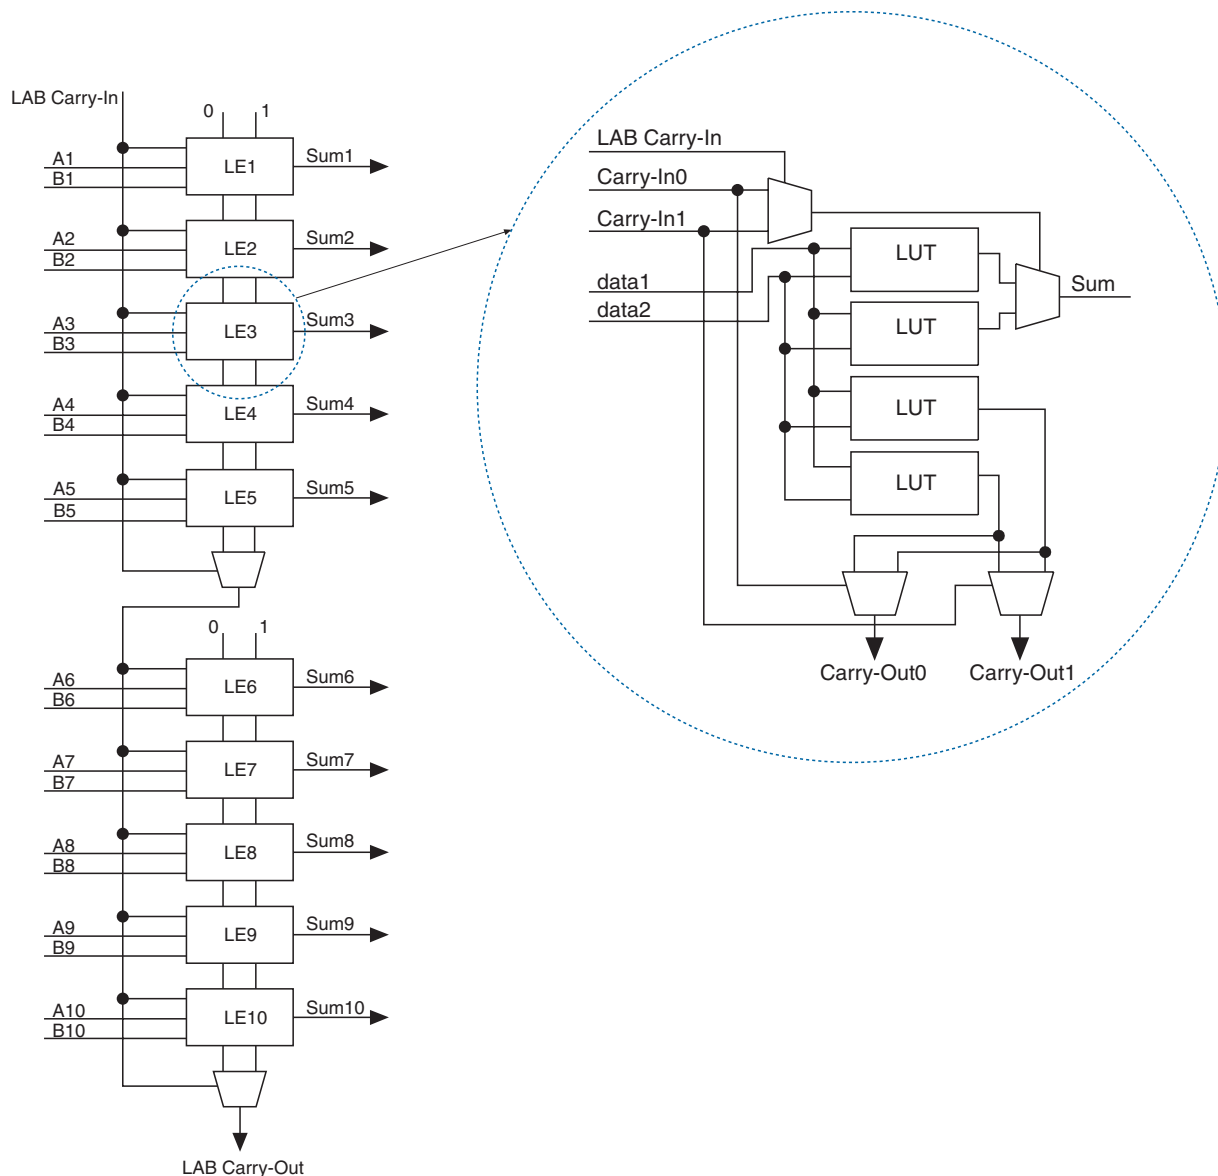 LAB Carry-In
0 1
A1
B1
LE1
Sum1
A2
B2
LE2
Sum2
A3
B3
LE3
Sum3
A4
B4
LE4
Sum4
A5
B5
LE5
Sum5
0 1
A6
B6
LE6
Sum6
A7
B7
LE7
Sum7
A8
B8
LE8
Sum8
A9
B9
LE9
Sum9
A10
B10
LE10
Sum10
LAB Carry-Out
LAB Carry-In
Carry-In0
Carry-In1
data1
data2
LUT
LUT
LUT
LUT
Sum
Carry-Out0
Carry-Out1